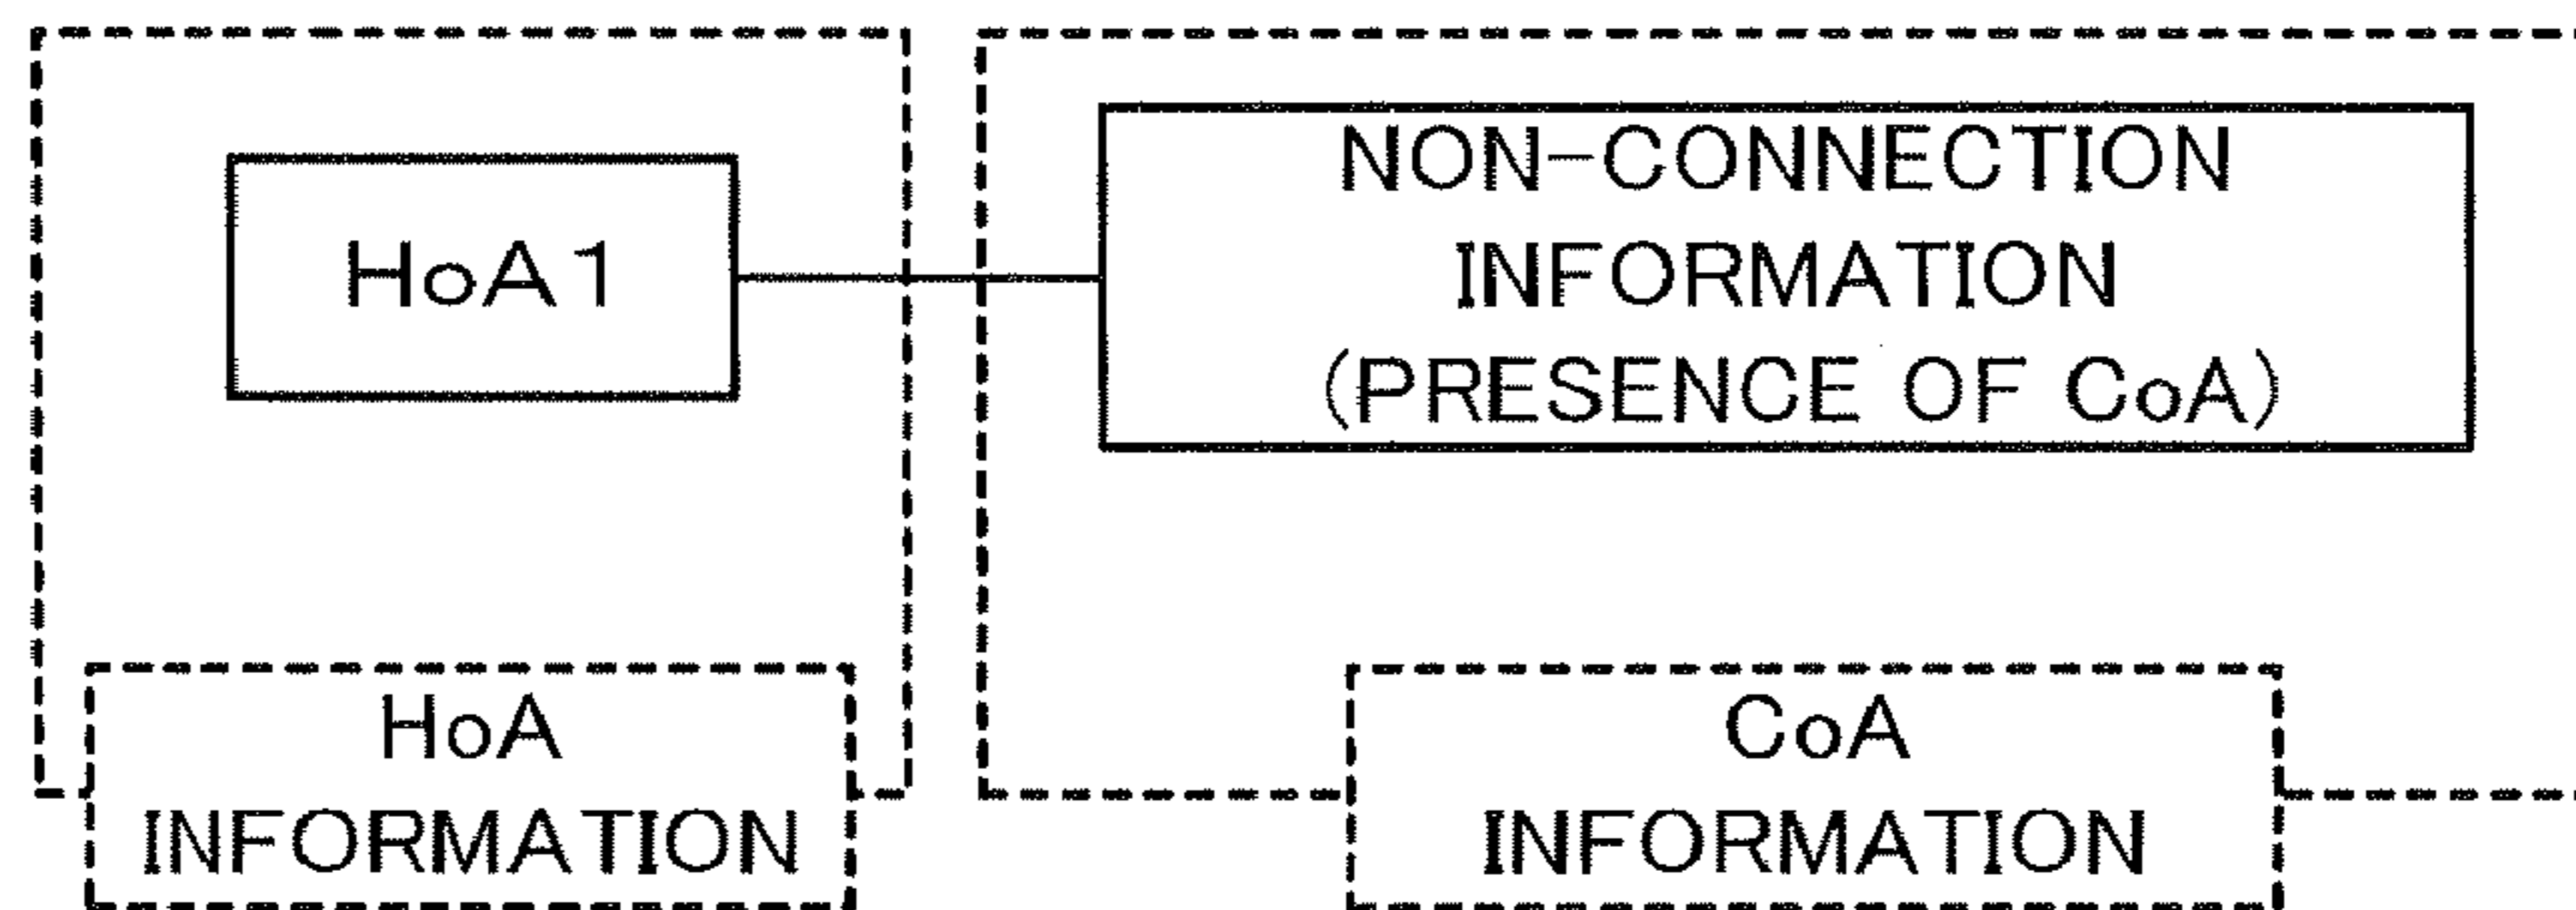 HoA1
NON-CONNECTION
INFORMATION
(PRESENCE OF CoA)
HoA
INFORMATION
CoA
INFORMATION